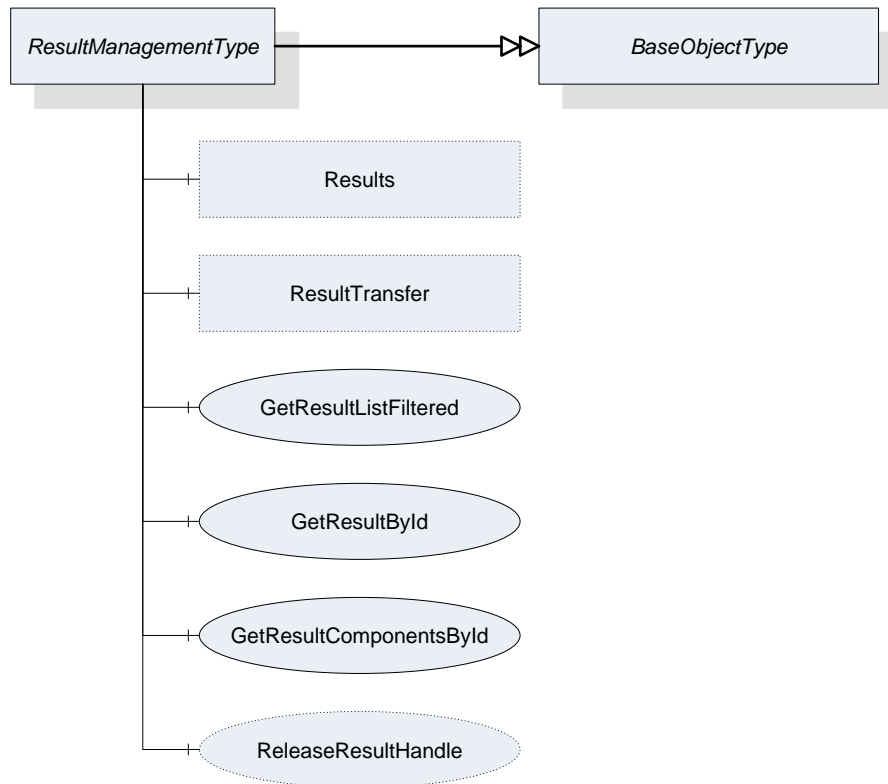 ResultManagementType
BaseObjectType
Results
ResultTransfer
GetResultListFiltered
GetResultById
GetResultComponentsById
ReleaseResultHandle